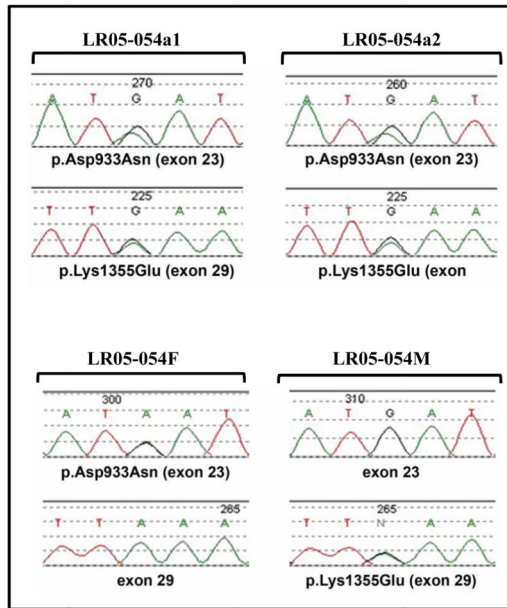 LR05-054a1
LR05-054a2
270
A T G A T
p.Asp933Asn (exon 23)
260
A T G A T
p.Asp933Asn (exon 23)
225
T T G A A
p.Lys1355Glu (exon 29)
225
T T G A A
p.Lys1355Glu (exon
LR05-054F
LR05-054M
300
A T A A T
p.Asp933Asn (exon 23)
310
A T G A T
exon 23
265
T T A A A
exon 29
265
T T N A A
p.Lys1355Glu (exon 29)